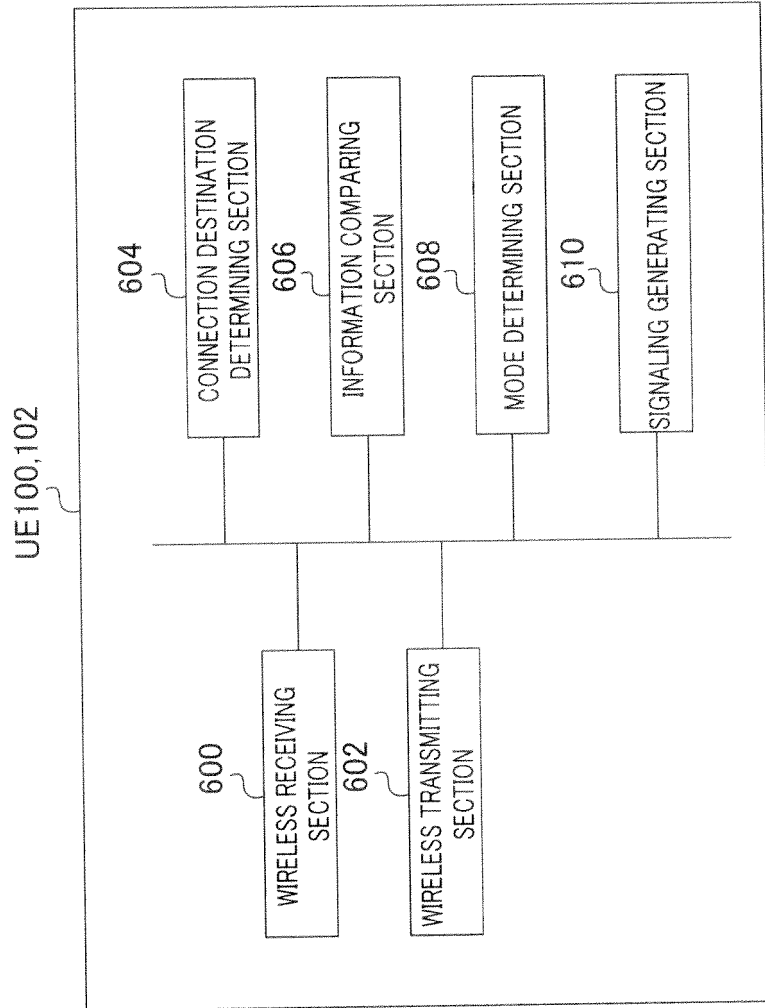 UE100,102
600
WIRELESS RECEIVING
SECTION
602
WIRELESS TRANSMITTING
SECTION
604
CONNECTION DESTINATION
DETERMINING SECTION
606
INFORMATION COMPARING
SECTION
608
MODE DETERMINING SECTION
610
SIGNALING GENERATING SECTION